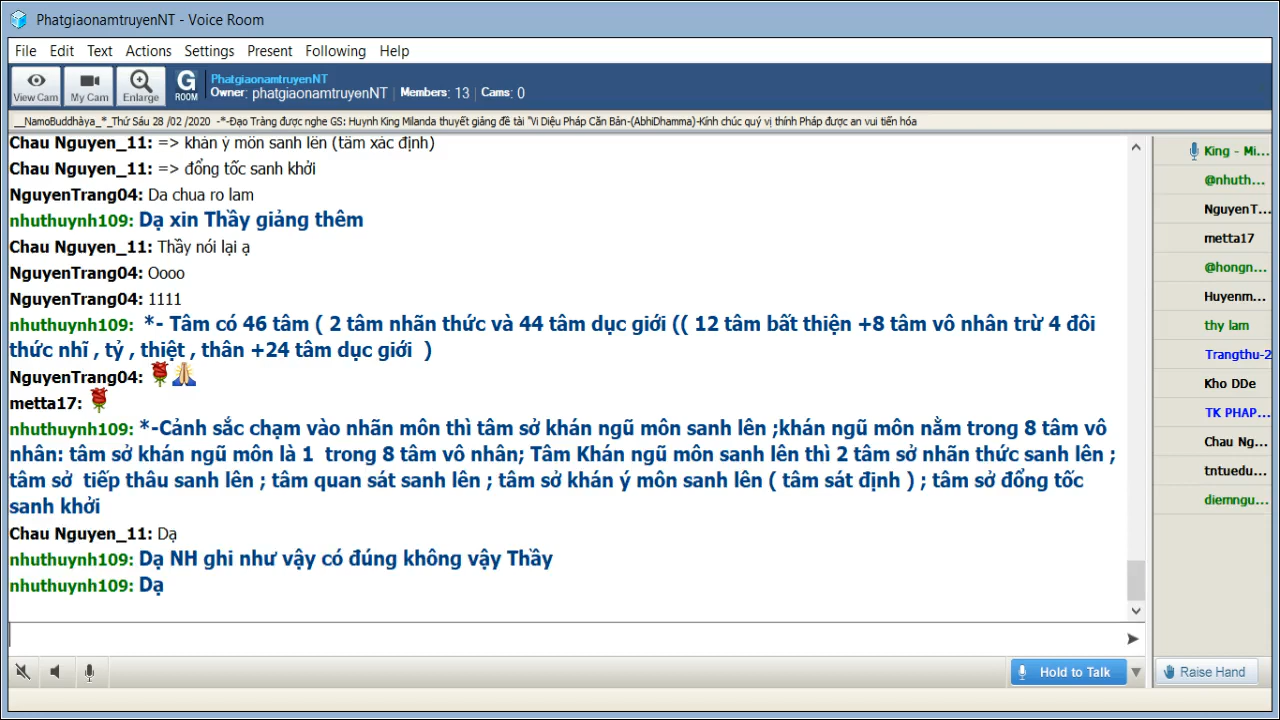 PhatgiaonamtruyenNT - Voice Room
File Edit Text Actions Settings Present Following Help
View Cam My Cam Enlarge G ROOM
PhatgiaonamtruyenNT
Owner: phatgiaonamtruyenNT Members: 13 Cams: 0
__NamoBuddhàya_*_Thứ Sáu 28 /02 /2020 -*-Đạo Tràng được nghe GS: Huynh King Milanda thuyết giảng đề tài "Vi Diệu Pháp Căn Bản-(AbhiDhamma)-Kính chúc quý vị thính Pháp được an vui tiến hóa
Chau Nguyen_11: => khán ý môn sanh lên (tâm xác định)
Chau Nguyen_11: => đổng tốc sanh khởi
NguyenTrang04: Da chua ro lam
nhuthuynh109: Dạ xin Thầy giảng thêm
Chau Nguyen_11: Thầy nói lại ạ
NguyenTrang04: Oooo
NguyenTrang04: 1111
nhuthuynh109: *- Tâm có 46 tâm ( 2 tâm nhãn thức và 44 tâm dục giới (( 12 tâm bất thiện +8 tâm vô nhân trừ 4 đôi
thức nhĩ , tỷ , thiệt , thân +24 tâm dục giới )
NguyenTrang04: 🌹🙏
metta17: 🌹
nhuthuynh109: *-Cảnh sắc chạm vào nhãn môn thì tâm sở khán ngũ môn sanh lên ;khán ngũ môn nằm trong 8 tâm vô
nhân: tâm sở khán ngũ môn là 1 trong 8 tâm vô nhân; Tâm Khán ngũ môn sanh lên thì 2 tâm sở nhãn thức sanh lên ;
tâm sở tiếp thâu sanh lên ; tâm quan sát sanh lên ; tâm sở khán ý môn sanh lên ( tâm sát định ) ; tâm sở đổng tốc
sanh khởi
Chau Nguyen_11: Dạ
nhuthuynh109: Dạ NH ghi như vậy có đúng không vậy Thầy
nhuthuynh109: Dạ
King - Mi...
@nhuth...
NguyenT...
metta17
@hongn...
Huyenm...
thy lam
Trangthu-2
Kho DDe
TK PHAP...
Chau Ng...
tntuedu...
diemngu...
Hold to Talk
Raise Hand